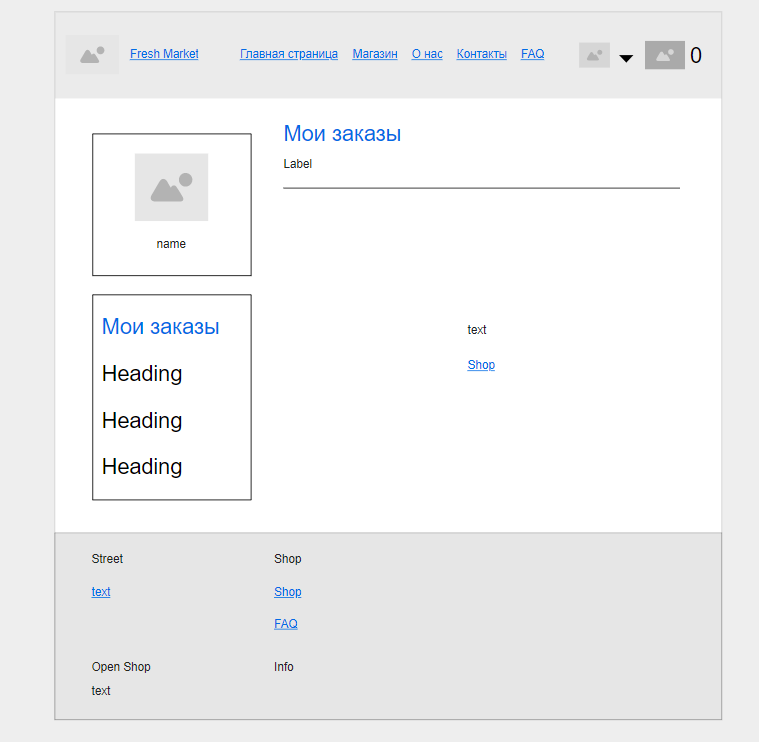 Fresh Market Главная страница Магазин О нас Контакты FAQ 0
name
Мои заказы
Heading
Heading
Heading
Мои заказы
Label
text
Shop
Street
text
Shop
Shop
FAQ
Open Shop
text
Info